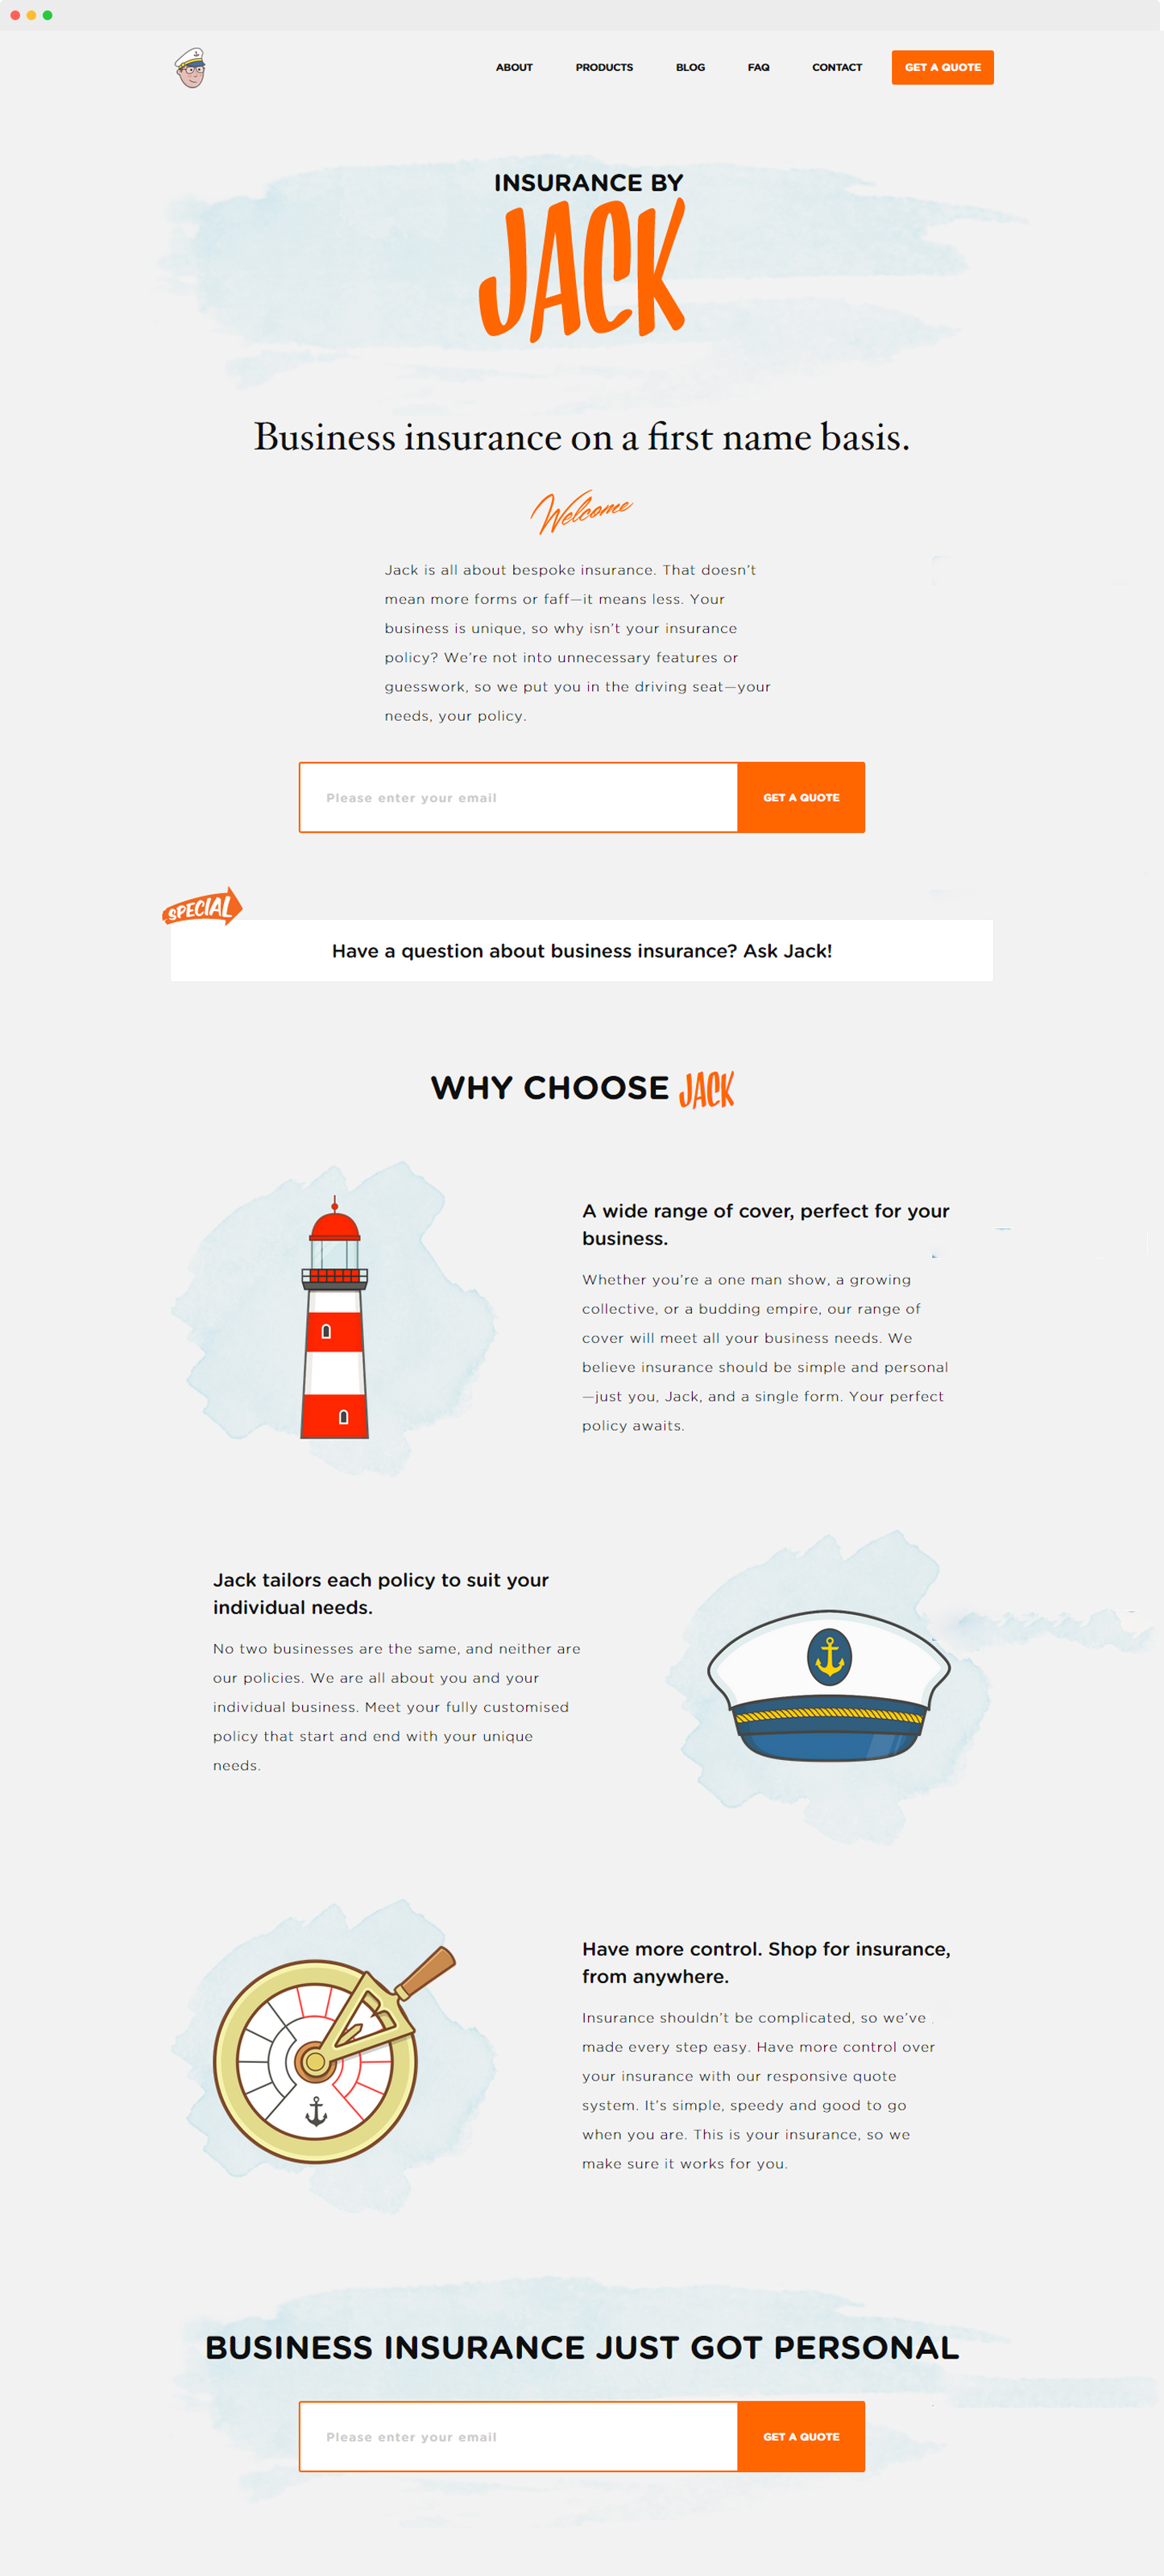 ABOUT PRODUCTS BLOG FAQ CONTACT GET A QUOTE
INSURANCE BY
JACK
Business insurance on a first name basis.
Welcome
Jack is all about bespoke insurance. That doesn’t
mean more forms or faff—it means less. Your
business is unique, so why isn’t your insurance
policy? We’re not into unnecessary features or
guesswork, so we put you in the driving seat—your
needs, your policy.
Please enter your email GET A QUOTE
SPECIAL
Have a question about business insurance? Ask Jack!
WHY CHOOSE JACK
A wide range of cover, perfect for your
business.
Whether you’re a one man show, a growing
collective, or a budding empire, our range of
cover will meet all your business needs. We
believe insurance should be simple and personal
—just you, Jack, and a single form. Your perfect
policy awaits.
Jack tailors each policy to suit your
individual needs.
No two businesses are the same, and neither are
our policies. We are all about you and your
individual business. Meet your fully customised
policy that start and end with your unique
needs.
Have more control. Shop for insurance,
from anywhere.
Insurance shouldn’t be complicated, so we’ve
made every step easy. Have more control over
your insurance with our responsive quote
system. It’s simple, speedy and good to go
when you are. This is your insurance, so we
make sure it works for you.
BUSINESS INSURANCE JUST GOT PERSONAL
Please enter your email GET A QUOTE